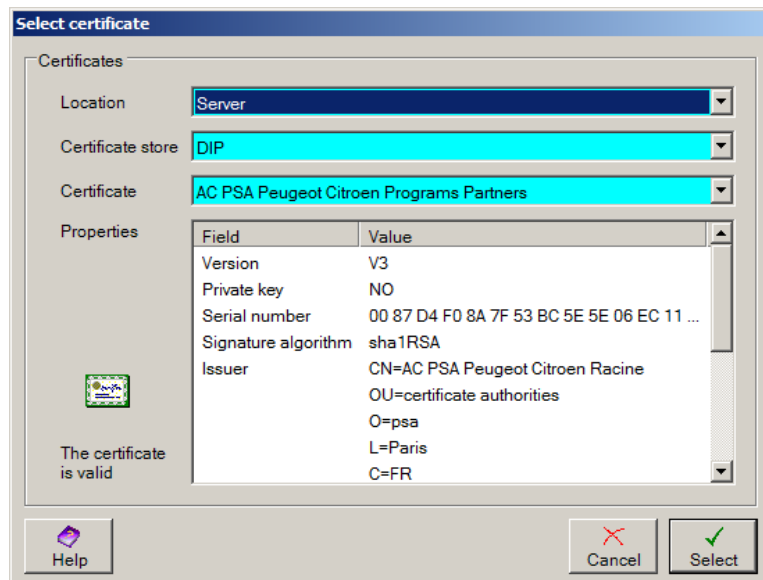 Select certificate
Certificates
Location Server
Certificate store DIP
Certificate AC PSA Peugeot Citroen Programs Partners
Properties Field Value
Version V3
Private key NO
Serial number 00 87 D4 F0 8A 7F 53 BC 5E 5E 06 EC 11 ...
Signature algorithm sha1RSA
Issuer CN=AC PSA Peugeot Citroen Racine
OU=certificate authorities
O=psa
L=Paris
C=FR
The certificate
is valid
Help Cancel Select